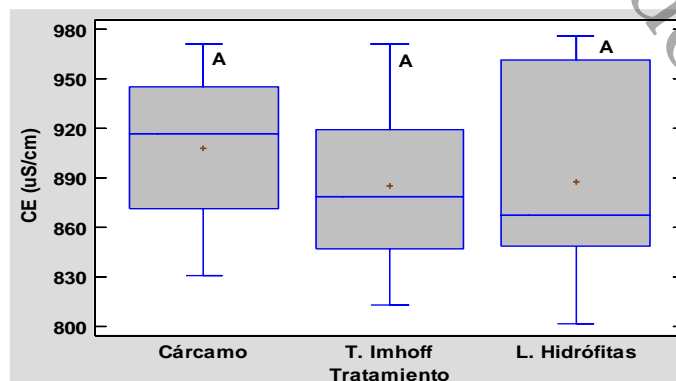 980
950
920
890
860
830
800
CE (uS/cm)
A
A
A
Cárcamo
T. Imhoff
L. Hidrófitas
Tratamiento